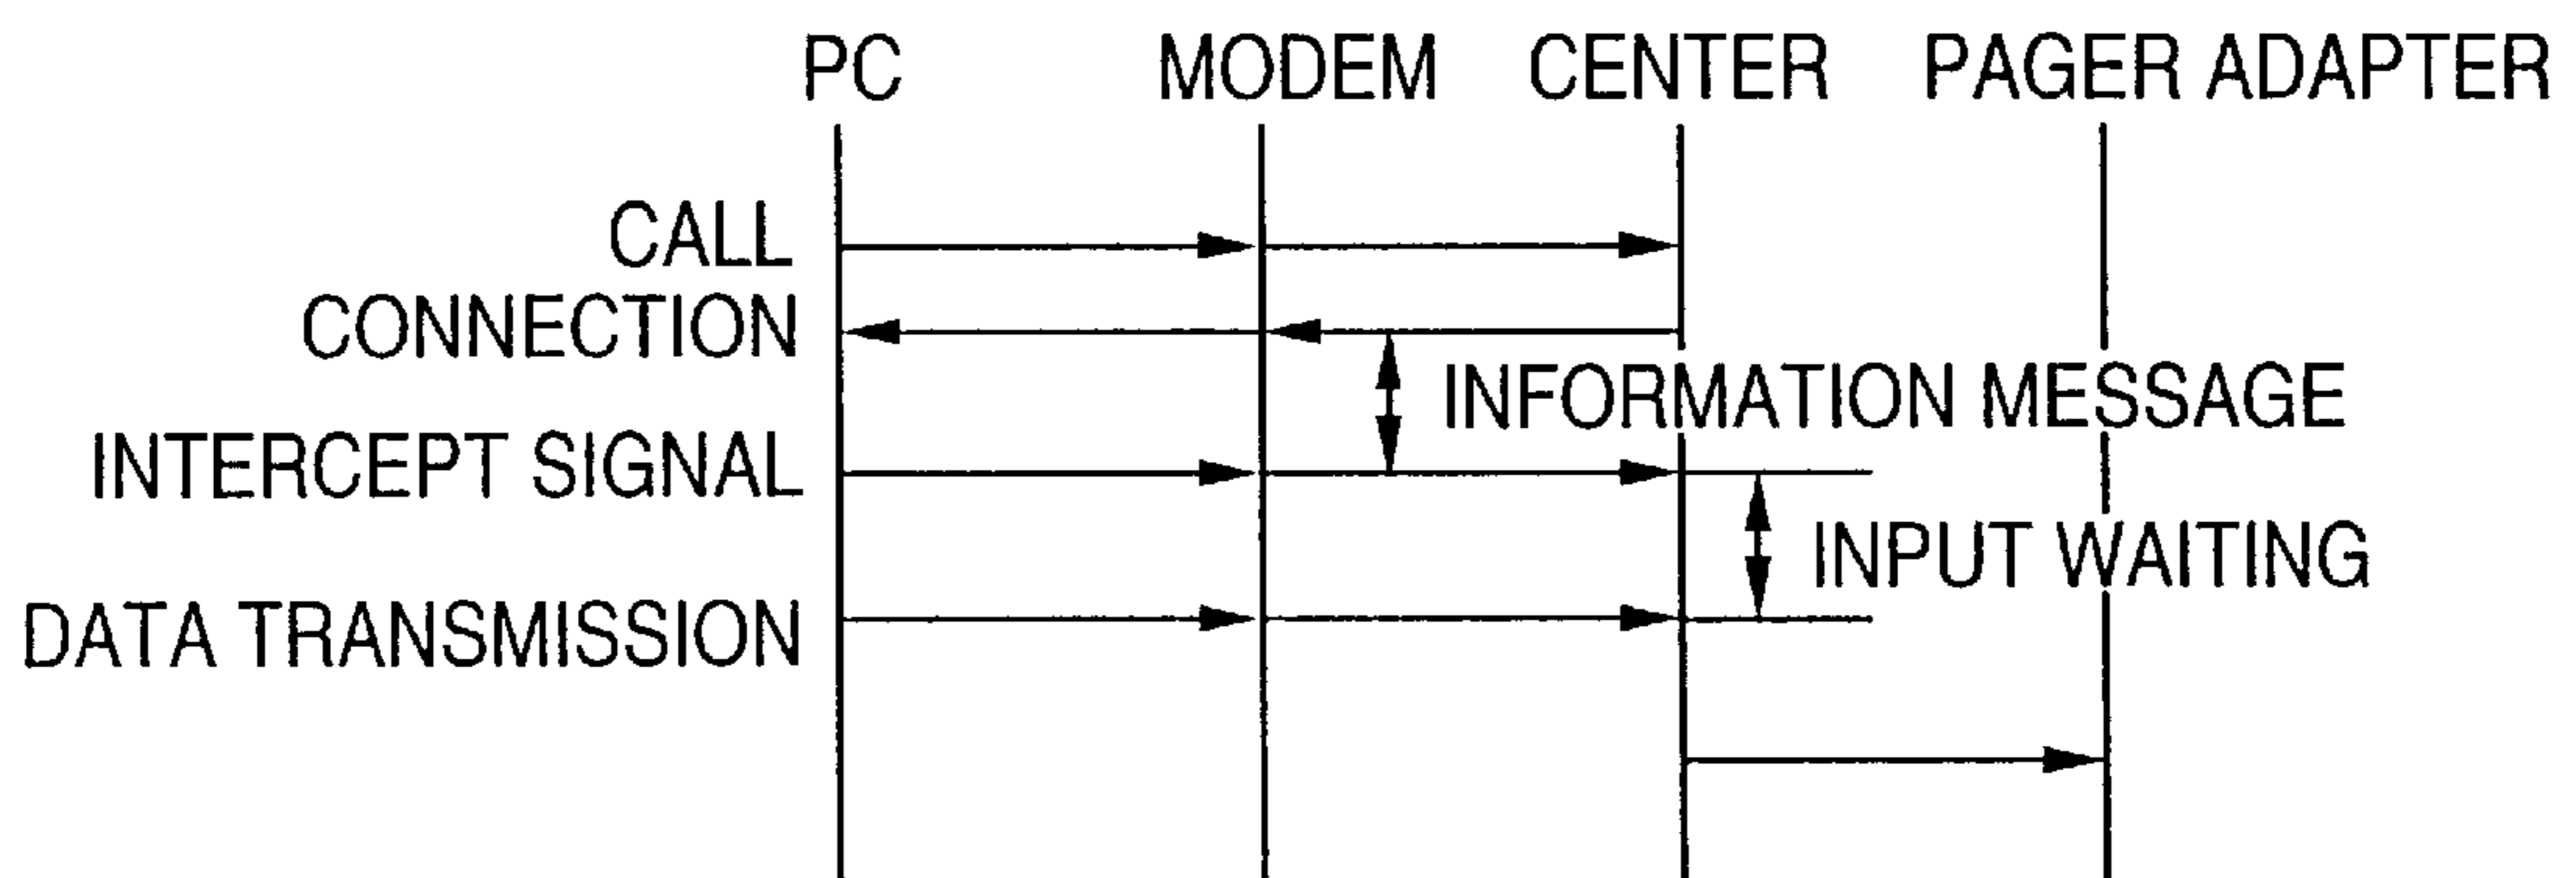 PC MODEM CENTER PAGER ADAPTER
CALL
CONNECTION
INFORMATION MESSAGE
INTERCEPT SIGNAL
INPUT WAITING
DATA TRANSMISSION